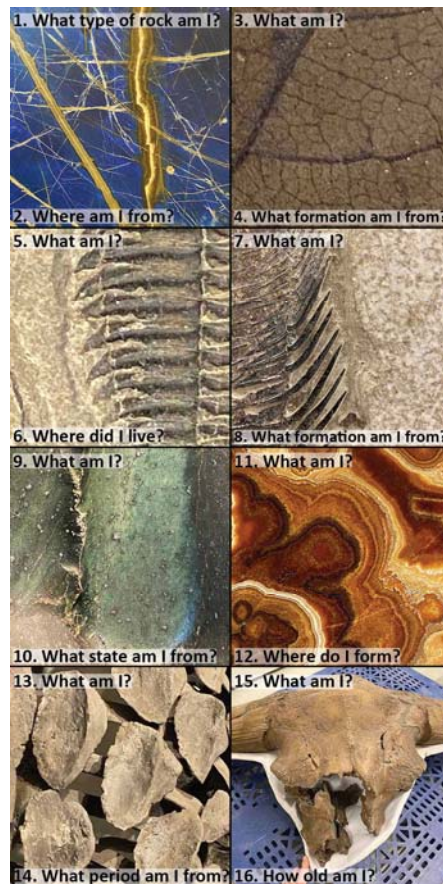 1. What type of rock am I?
2. Where am I from?
3. What am I?
4. What formation am I from?
5. What am I?
6. Where did I live?
7. What am I?
8. What formation am I from?
9. What am I?
10. What state am I from?
11. What am I?
12. Where do I form?
13. What am I?
14. What period am I from?
15. What am I?
16. How old am I?